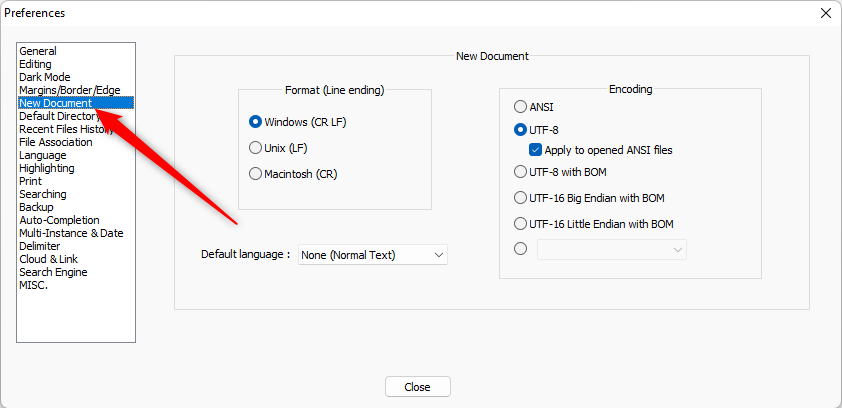 Preferences
General
Editing
Dark Mode
Margins/Border/Edge
New Document
Default Directory
Recent Files History
File Association
Language
Highlighting
Print
Searching
Backup
Auto-Completion
Multi-Instance & Date
Delimiter
Cloud & Link
Search Engine
MISC.
New Document
Format (Line ending)
Windows (CR LF)
Unix (LF)
Macintosh (CR)
Default language :
None (Normal Text)
Encoding
ANSI
UTF-8
Apply to opened ANSI files
UTF-8 with BOM
UTF-16 Big Endian with BOM
UTF-16 Little Endian with BOM
Close